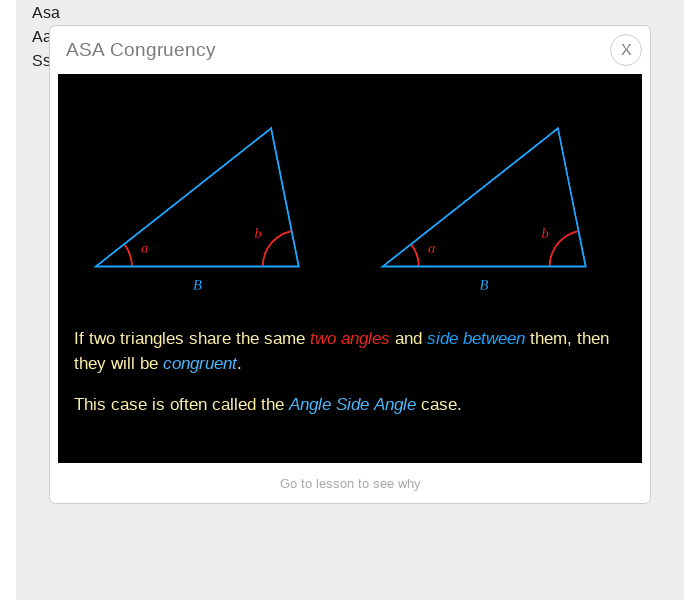 Asa
Aa
Ss
ASA Congruency
X
a
b
B
a
b
B
If two triangles share the same two angles and side between them, then
they will be congruent.
This case is often called the Angle Side Angle case.
Go to lesson to see why